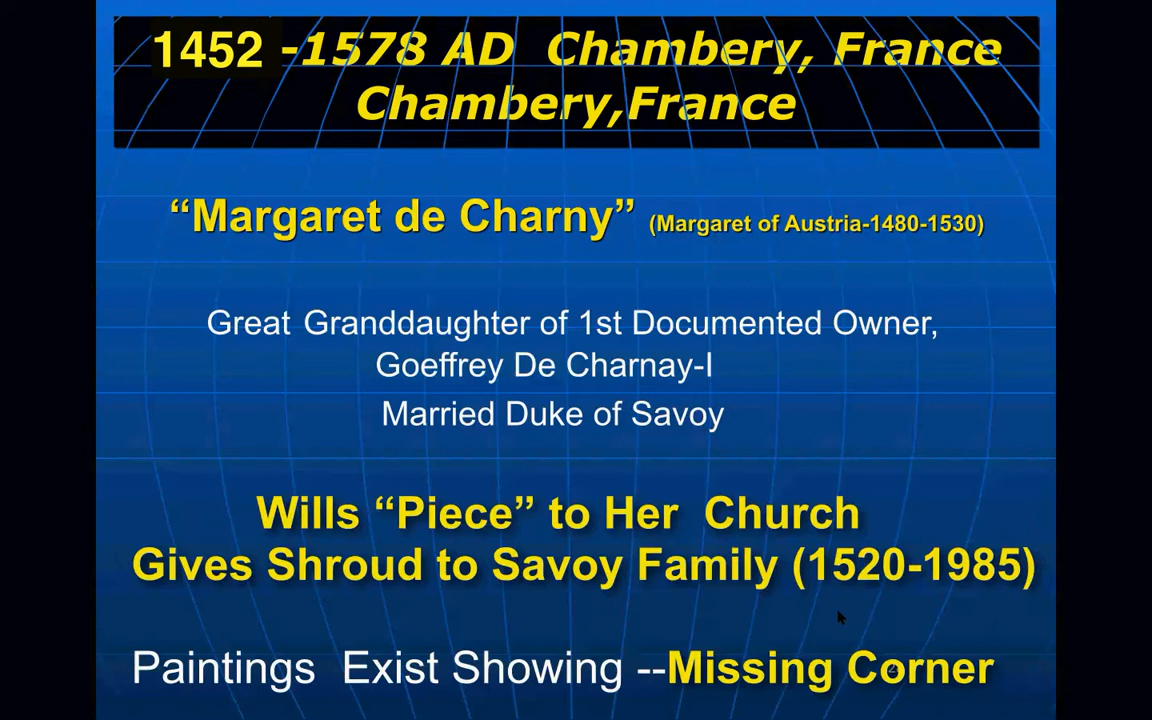 1452 -1578 AD Chambery, France
Chambery,France
“Margaret de Charny” (Margaret of Austria-1480-1530)
Great Granddaughter of 1st Documented Owner,
Goeffrey De Charnay-I
Married Duke of Savoy
Wills “Piece” to Her Church
Gives Shroud to Savoy Family (1520-1985)
Paintings Exist Showing --Missing Corner